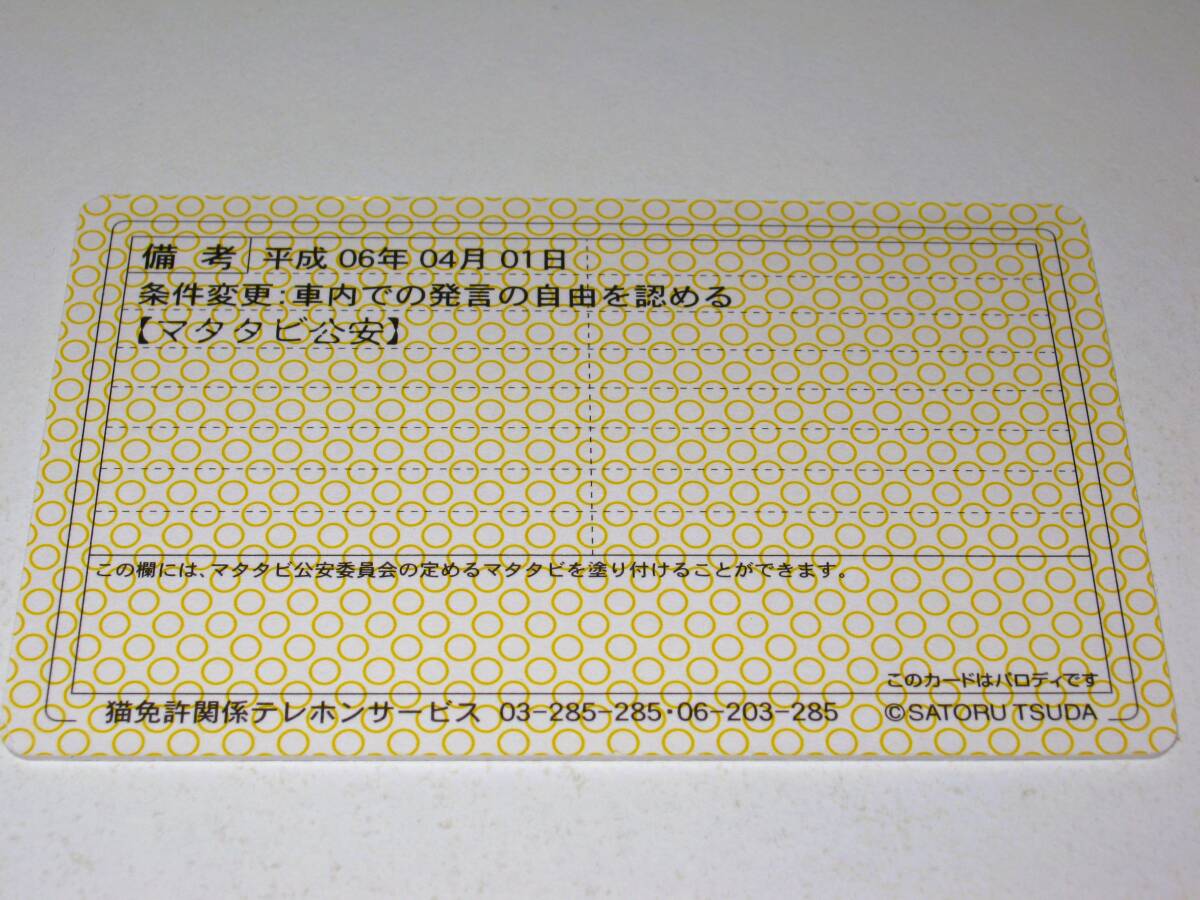 備考 平成 06年 04月 01日
条件変更:車内での発言の自由を認める
【マタタビ公安】
この欄には、マタタビ公安委員会の定めるマタタビを塗り付けることができます。
このカードはパロディです
猫免許関係テレホンサービス 03-285-285・06-203-285 ©SATORU TSUDA